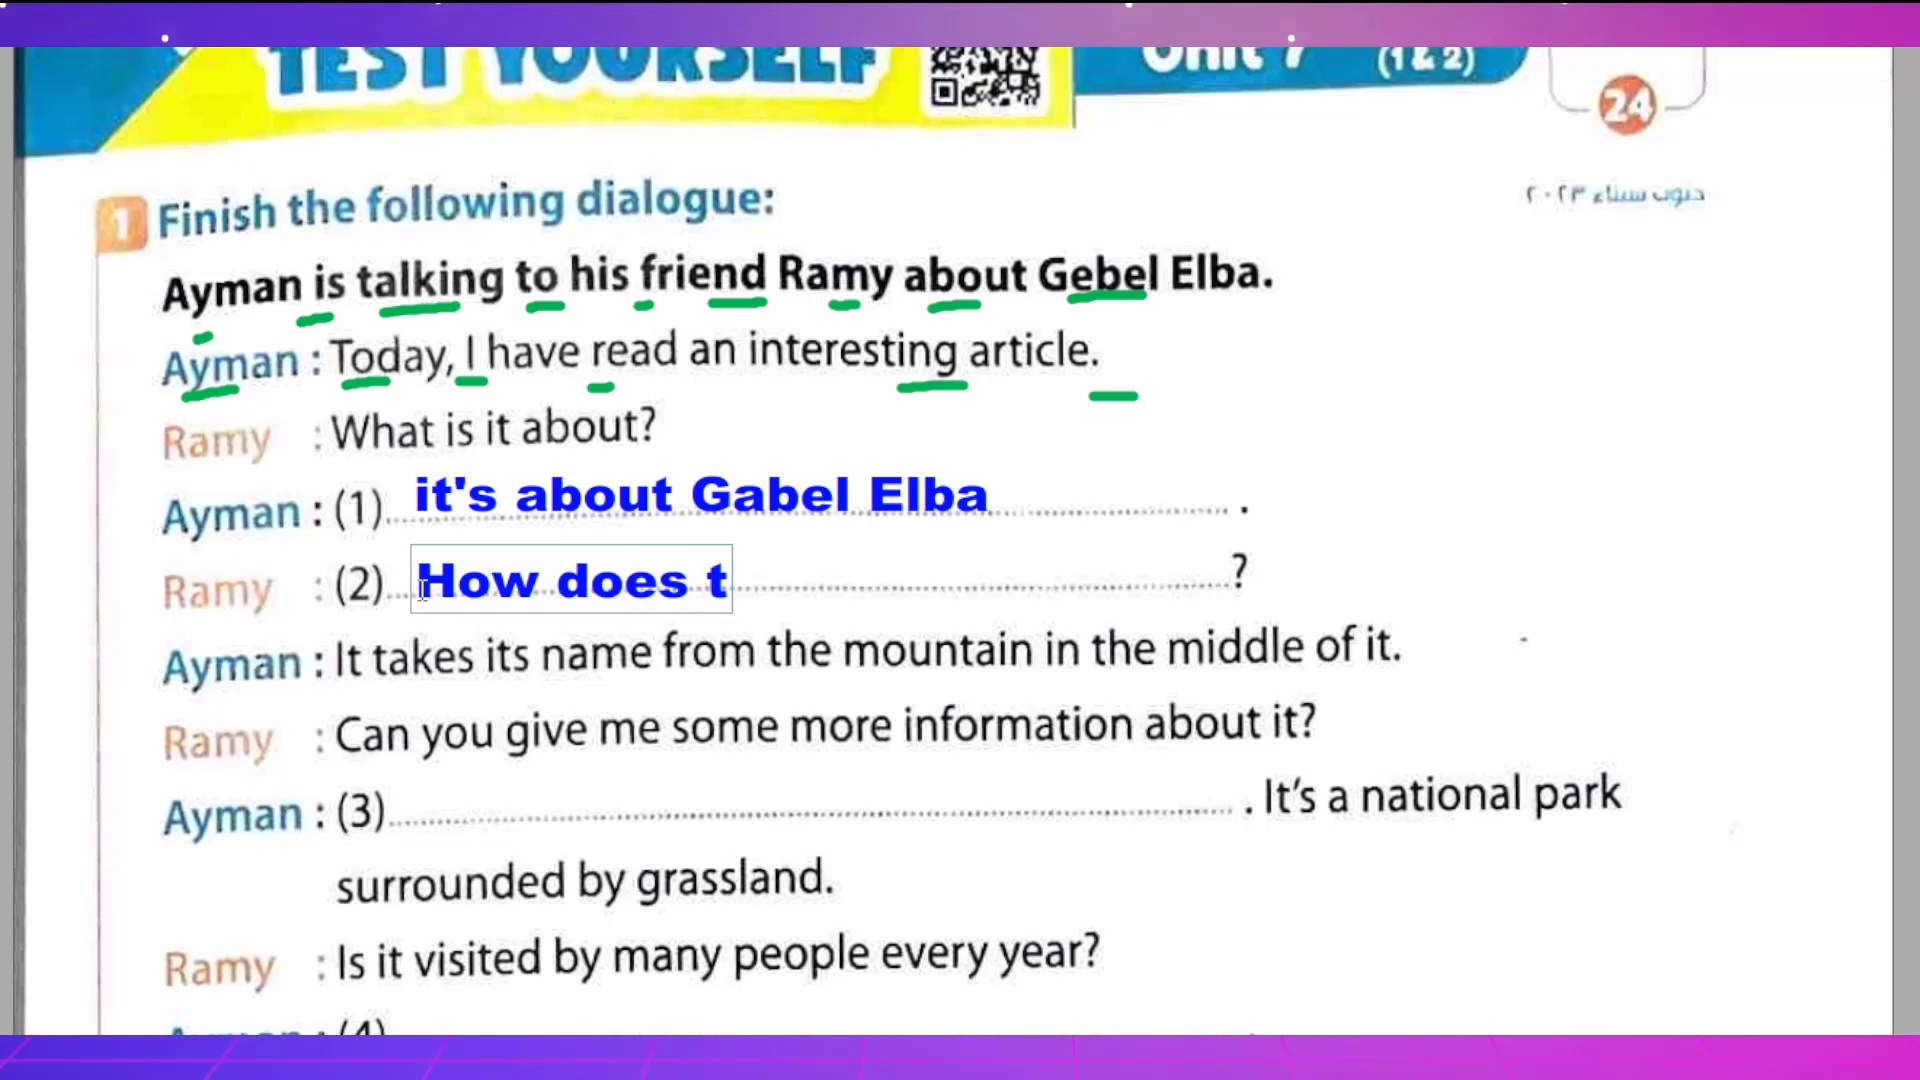 TEST YOURSELF
Unit 7 (1 & 2)
24
جنوب سيناء ٢٠٢٣
1 Finish the following dialogue:
Ayman is talking to his friend Ramy about Gebel Elba.
Ayman : Today, I have read an interesting article.
Ramy : What is it about?
Ayman : (1) it's about Gabel Elba .
Ramy : (2) How does t ?
Ayman : It takes its name from the mountain in the middle of it.
Ramy : Can you give me some more information about it?
Ayman : (3) . It's a national park
surrounded by grassland.
Ramy : Is it visited by many people every year?
Ayman : (4)